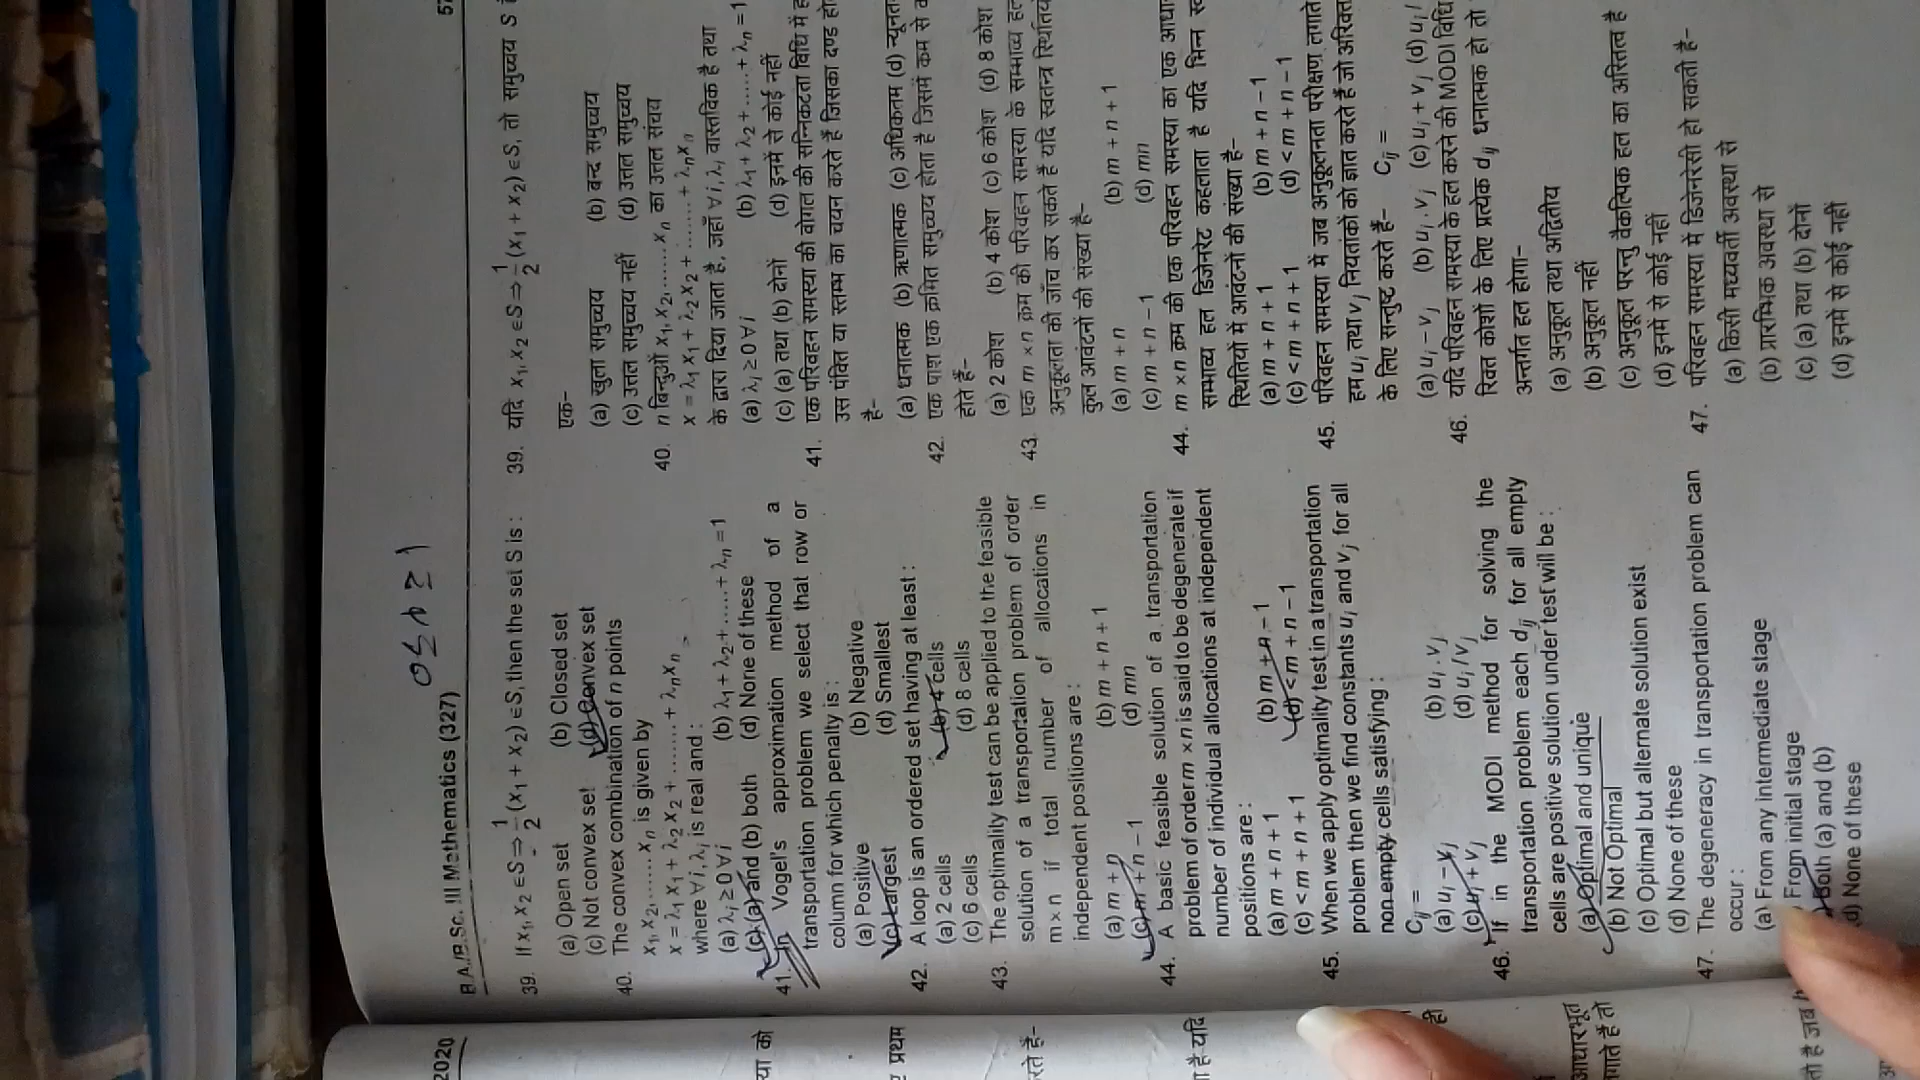 2020
या को
ए प्रथम
रते हैं-
ा है यदि
ही
आधारभूत
गाते हैं तो
ती है जब
B.A./B.Sc. III Mathematics (327)
57
0 ≤ λ ≥ 1
39. If x₁, x₂ ∈S ⇒ 1/2 (x₁ + x₂) ∈S, then the set S is :
(a) Open set (b) Closed set
(c) Not convex set (d) Convex set
40. The convex combination of n points
x₁, x₂, ...... xₙ is given by
x = λ₁ x₁ + λ₂ x₂ + ........ + λₙxₙ
where ∀ i, λᵢ is real and :
(a) λᵢ ≥ 0 ∀ i (b) λ₁ + λ₂ + ...... + λₙ = 1
(c) (a) and (b) both (d) None of these
41. In Vogel's approximation method of a
transportation problem we select that row or
column for which penalty is :
(a) Positive (b) Negative
(c) Largest (d) Smallest
42. A loop is an ordered set having at least :
(a) 2 cells (b) 4 cells
(c) 6 cells (d) 8 cells
43. The optimality test can be applied to the feasible
solution of a transportation problem of order
m × n if total number of allocations in
independent positions are :
(a) m + n (b) m + n + 1
(c) m + n − 1 (d) mn
44. A basic feasible solution of a transportation
problem of order m × n is said to be degenerate if
number of individual allocations at independent
positions are :
(a) m + n + 1 (b) m + n − 1
(c) < m + n + 1 (d) < m + n − 1
45. When we apply optimality test in a transportation
problem then we find constants uᵢ and vⱼ for all
non-empty cells satisfying :
Cᵢⱼ =
(a) uᵢ − vⱼ (b) uᵢ . vⱼ
(c) uᵢ + vⱼ (d) uᵢ / vⱼ
46. If in the MODI method for solving the
transportation problem each dᵢⱼ for all empty
cells are positive solution under test will be :
(a) Optimal and unique
(b) Not Optimal
(c) Optimal but alternate solution exist
(d) None of these
47. The degeneracy in transportation problem can
occur :
(a) From any intermediate stage
From initial stage
Both (a) and (b)
(d) None of these
39. यदि x₁, x₂ ∈S ⇒ 1/2 (x₁ + x₂) ∈S, तो समुच्चय S
एक-
(a) खुला समुच्चय (b) बन्द समुच्चय
(c) उत्तल समुच्चय नहीं (d) उत्तल समुच्चय
40. n बिन्दुओं x₁, x₂, ...... xₙ का उत्तल संचय
x = λ₁ x₁ + λ₂ x₂ + ........ + λₙxₙ
के द्वारा दिया जाता है, जहाँ ∀ i, λᵢ वास्तविक है तथा
(a) λᵢ ≥ 0 ∀ i (b) λ₁ + λ₂ + ...... + λₙ = 1
(c) (a) तथा (b) दोनों (d) इनमें से कोई नहीं
41. एक परिवहन समस्या की वोगल की सन्निकटता विधि में ह
उस पंक्ति या स्तम्भ का चयन करते हैं जिसका दण्ड हो
है-
(a) धनात्मक (b) ऋणात्मक (c) अधिकतम (d) न्यूनत
42. एक पाश एक क्रमित समुच्चय होता है जिसमें कम से क
होते हैं-
(a) 2 कोश (b) 4 कोश (c) 6 कोश (d) 8 कोश
43. एक m × n क्रम की परिवहन समस्या के सम्भाव्य हल
अनुकूलता की जाँच कर सकते हैं यदि स्वतन्त्र स्थितिय
कुल आवंटनों की संख्या है-
(a) m + n (b) m + n + 1
(c) m + n − 1 (d) mn
44. m × n क्रम की एक परिवहन समस्या का एक आधा
सम्भाव्य हल डिजेनरेट कहलाता है यदि भिन्न स्व
स्थितियों में आवंटनों की संख्या है-
(a) m + n + 1 (b) m + n − 1
(c) < m + n + 1 (d) < m + n − 1
45. परिवहन समस्या में जब अनुकूलनता परीक्षण लगाते
हम uᵢ तथा vⱼ नियतांकों को ज्ञात करते हैं जो अरिक्त
के लिए सन्तुष्ट करते हैं- Cᵢⱼ =
(a) uᵢ − vⱼ (b) uᵢ . vⱼ (c) uᵢ + vⱼ (d) uᵢ /
46. यदि परिवहन समस्या के हल करने की MODI विधि
रिक्त कोशों के लिए प्रत्येक dᵢⱼ धनात्मक हो तो
अन्तर्गत हल होगा-
(a) अनुकूल तथा अद्वितीय
(b) अनुकूल नहीं
(c) अनुकूल परन्तु वैकल्पिक हल का अस्तित्व है
(d) इनमें से कोई नहीं
47. परिवहन समस्या में डिजेनरेसी हो सकती है-
(a) किसी मध्यवर्ती अवस्था से
(b) प्रारम्भिक अवस्था से
(c) (a) तथा (b) दोनों
(d) इनमें से कोई नहीं